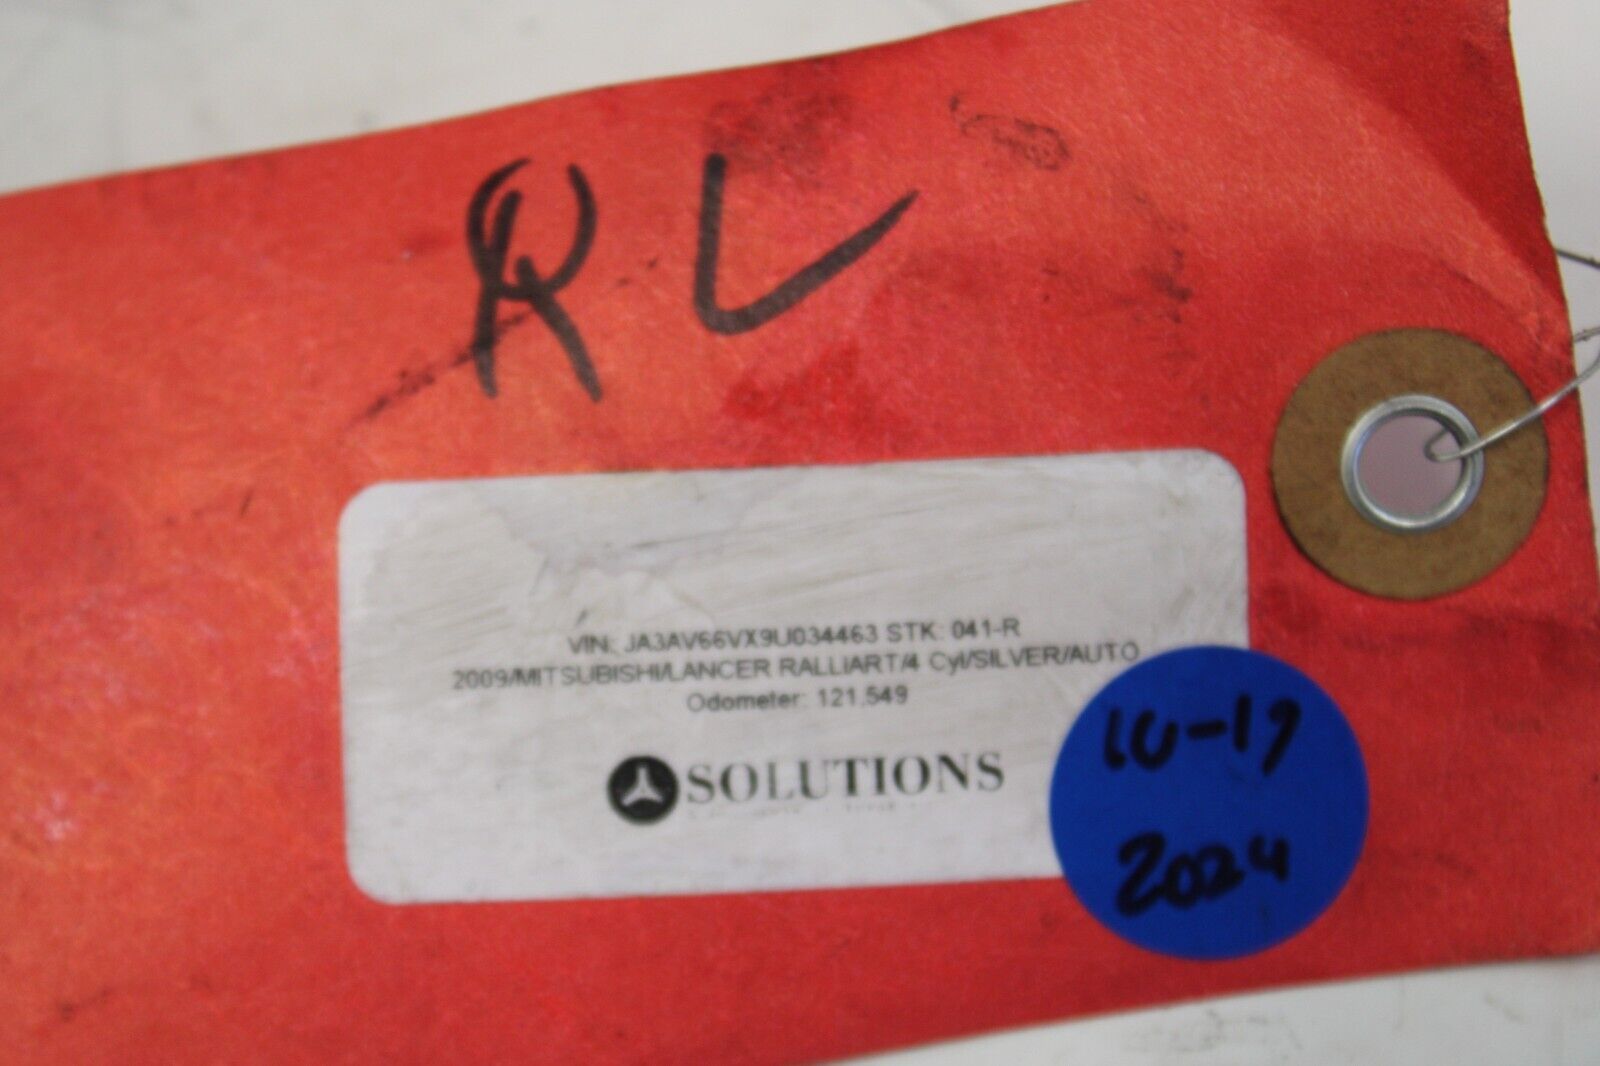 RL
VIN: JA3AV66VX9U034463 STK: 041-R
2009/MITSUBISHI/LANCER RALLIART/4 Cyl/SILVER/AUTO
Odometer: 121,549
SOLUTIONS
10-19
2024